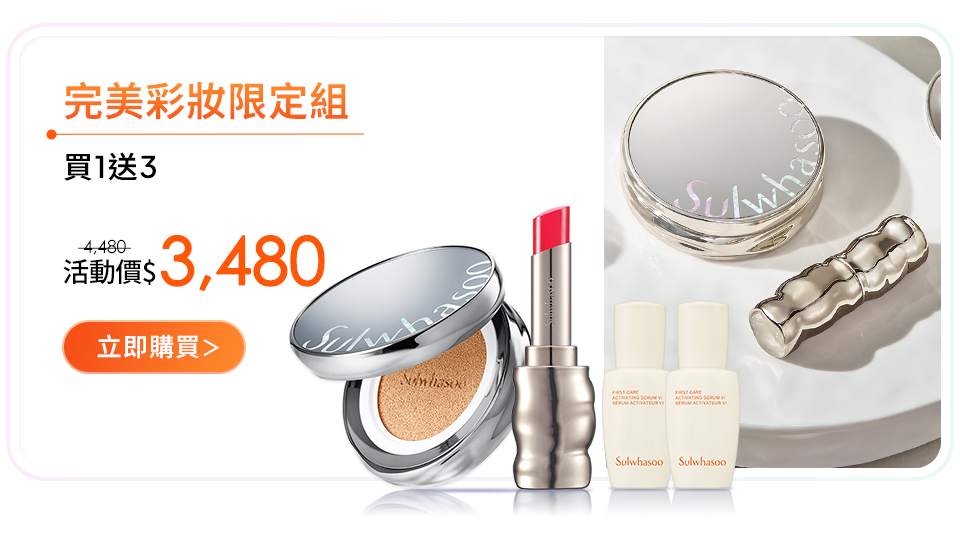 完美彩妝限定組
買1送3
4,480
活動價$3,480
立即購買>
Sulwhasoo
Sulwhasoo
Sulwhasoo
FIRST CARE
ACTIVATING SERUM VI
SÉRUM ACTIVATEUR VI
Sulwhasoo
FIRST CARE
ACTIVATING SERUM VI
SÉRUM ACTIVATEUR VI
Sulwhasoo
Sulwhasoo